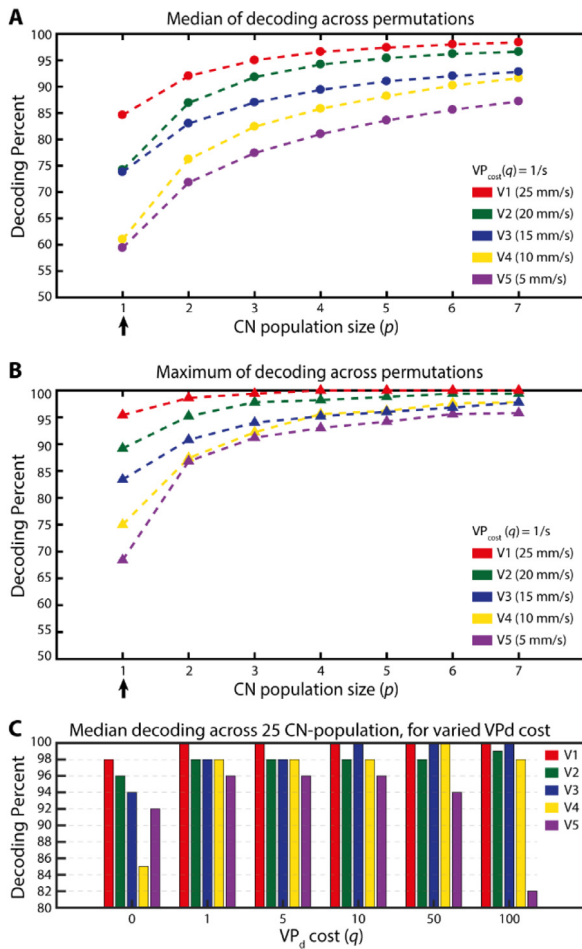 A
Median of decoding across permutations
100
95
90
85
80
75
70
65
60
55
50
Decoding Percent
VPcost(q) = 1/s
V1 (25 mm/s)
V2 (20 mm/s)
V3 (15 mm/s)
V4 (10 mm/s)
V5 (5 mm/s)
1 2 3 4 5 6 7
CN population size (p)
B
Maximum of decoding across permutations
100
95
90
85
80
75
70
65
60
55
50
Decoding Percent
VPcost (q) = 1/s
V1 (25 mm/s)
V2 (20 mm/s)
V3 (15 mm/s)
V4 (10 mm/s)
V5 (5 mm/s)
1 2 3 4 5 6 7
CN population size (p)
C
Median decoding across 25 CN-population, for varied VPd cost
100
98
96
94
92
90
88
86
84
82
80
Decoding Percent
V1
V2
V3
V4
V5
0 1 5 10 50 100
VPd cost (q)